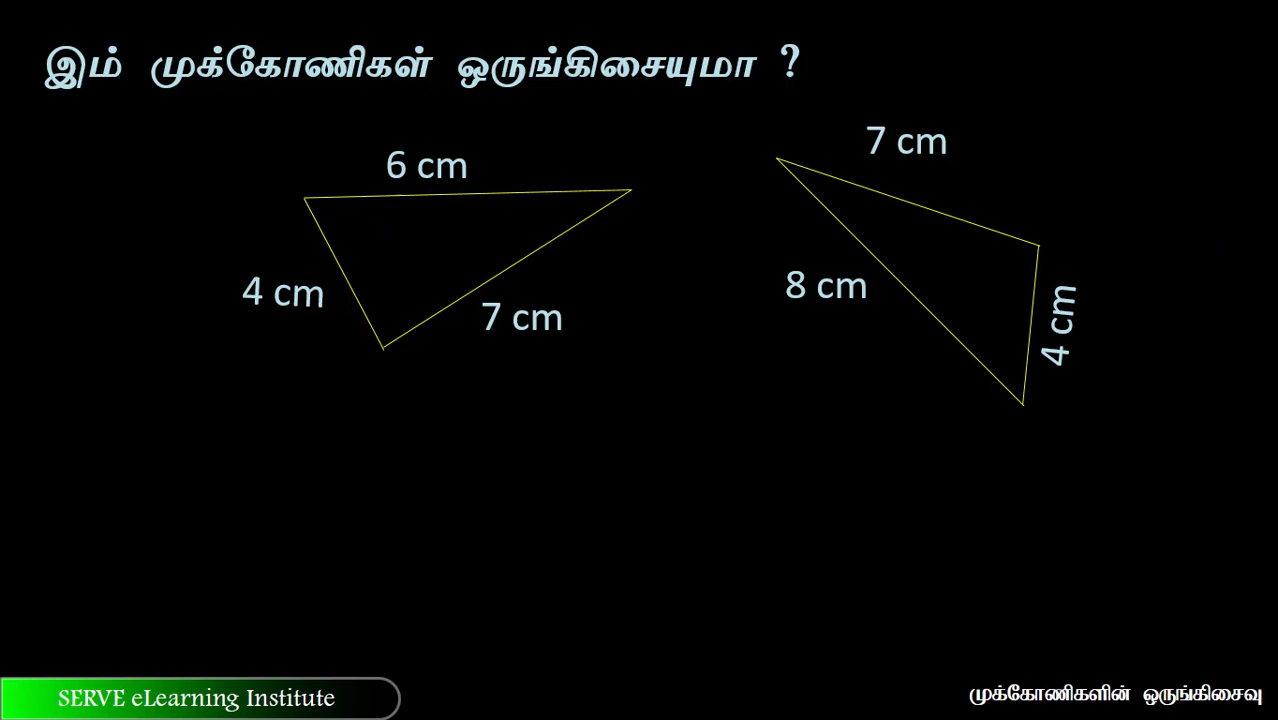 இம் முக்கோணிகள் ஒருங்கிசையுமா ?
6 cm
4 cm
7 cm
7 cm
8 cm
4 cm
SERVE eLearning Institute
முக்கோணிகளின் ஒருங்கிசைவு